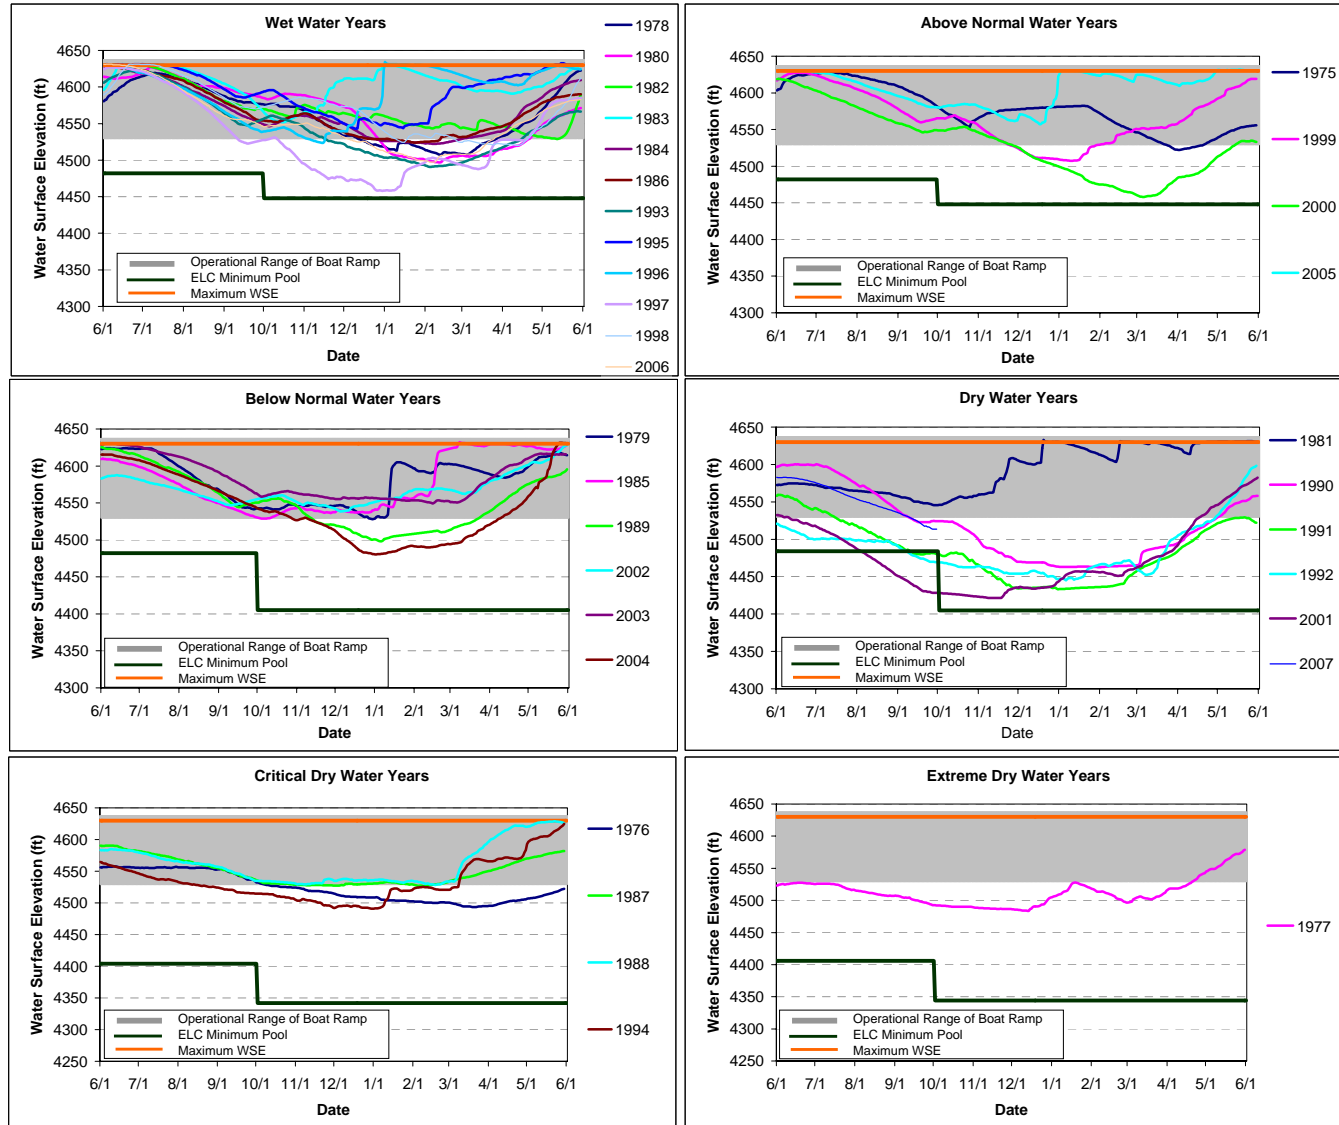 Wet Water Years
Water Surface Elevation (ft)
4650
4600
4550
4500
4450
4400
4350
4300
6/1 7/1 8/1 9/1 10/1 11/1 12/1 1/1 2/1 3/1 4/1 5/1 6/1
Date
Operational Range of Boat Ramp
ELC Minimum Pool
Maximum WSE
1978
1980
1982
1983
1984
1986
1993
1995
1996
1997
1998
2006
Above Normal Water Years
Water Surface Elevation (ft)
4650
4600
4550
4500
4450
4400
4350
4300
6/1 7/1 8/1 9/1 10/1 11/1 12/1 1/1 2/1 3/1 4/1 5/1 6/1
Date
Operational Range of Boat Ramp
ELC Minimum Pool
Maximum WSE
1975
1999
2000
2005
Below Normal Water Years
Water Surface Elevation (ft)
4650
4600
4550
4500
4450
4400
4350
4300
6/1 7/1 8/1 9/1 10/1 11/1 12/1 1/1 2/1 3/1 4/1 5/1 6/1
Date
Operational Range of Boat Ramp
ELC Minimum Pool
Maximum WSE
1979
1985
1989
2002
2003
2004
Dry Water Years
Water Surface Elevation (ft)
4650
4600
4550
4500
4450
4400
4350
4300
6/1 7/1 8/1 9/1 10/1 11/1 12/1 1/1 2/1 3/1 4/1 5/1 6/1
Date
Operational Range of Boat Ramp
ELC Minimum Pool
Maximum WSE
1981
1990
1991
1992
2001
2007
Critical Dry Water Years
Water Surface Elevation (ft)
4650
4600
4550
4500
4450
4400
4350
4300
4250
6/1 7/1 8/1 9/1 10/1 11/1 12/1 1/1 2/1 3/1 4/1 5/1 6/1
Date
Operational Range of Boat Ramp
ELC Minimum Pool
Maximum WSE
1976
1987
1988
1994
Extreme Dry Water Years
Water Surface Elevation (ft)
4650
4600
4550
4500
4450
4400
4350
4300
4250
6/1 7/1 8/1 9/1 10/1 11/1 12/1 1/1 2/1 3/1 4/1 5/1 6/1
Date
Operational Range of Boat Ramp
ELC Minimum Pool
Maximum WSE
1977